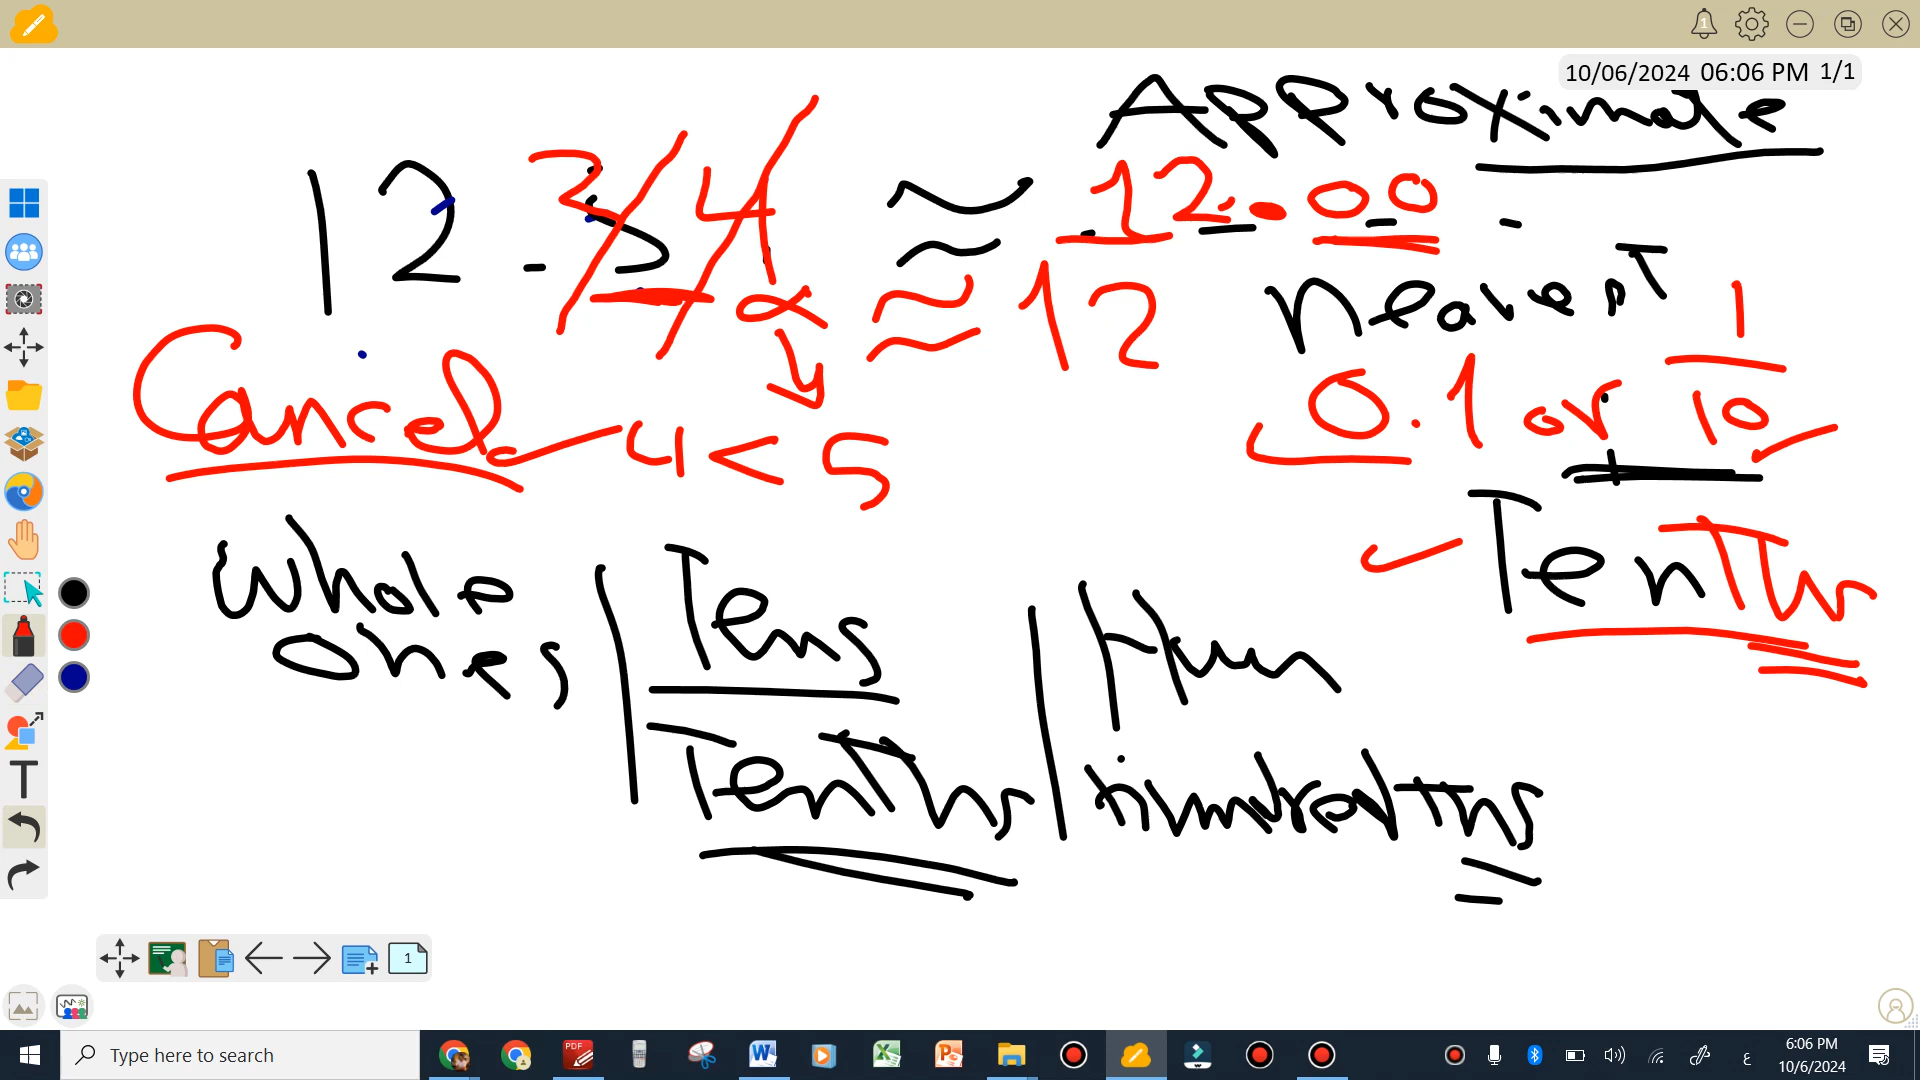 10/06/2024 06:06 PM 1/1
Approximate
12.34 ≈ 12.00
≈ 12
Nearest
0.1 or 1/10
Cancel 4 < 5
Tenths
Whole
ones
Tens
Tenths
Hun
Hundredths
1
Type here to search
6:06 PM
10/6/2024
ع